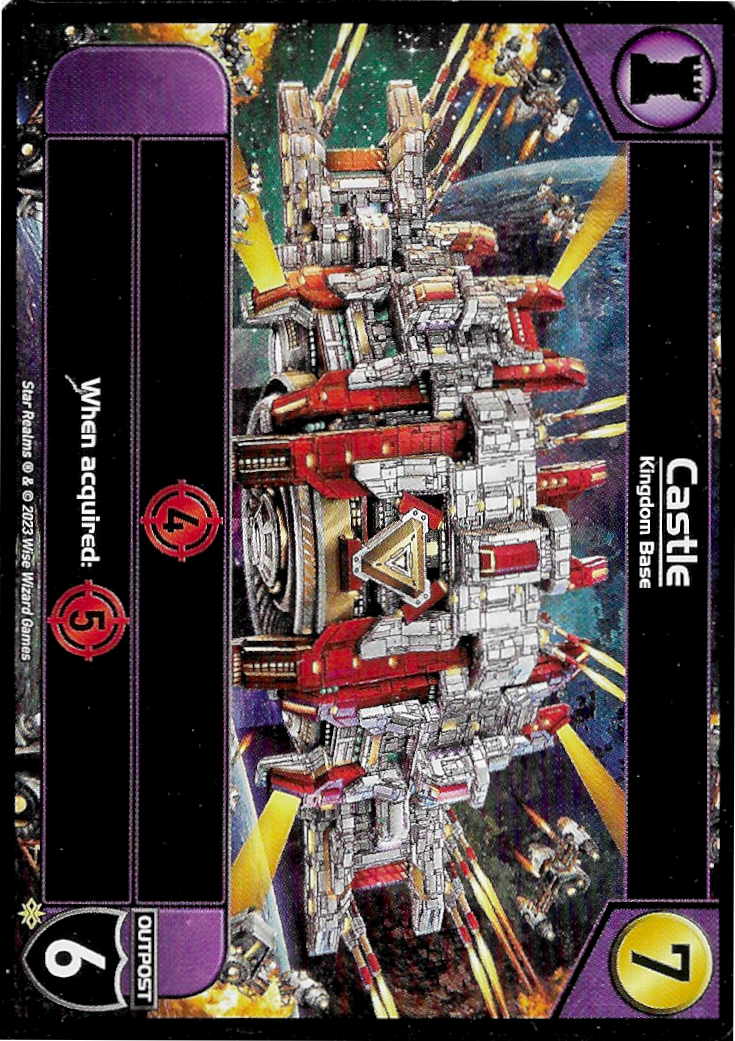 Castle
Kingdom Base
7
4
When acquired: 5
OUTPOST
6
Star Realms ® & © 2023 Wise Wizard Games